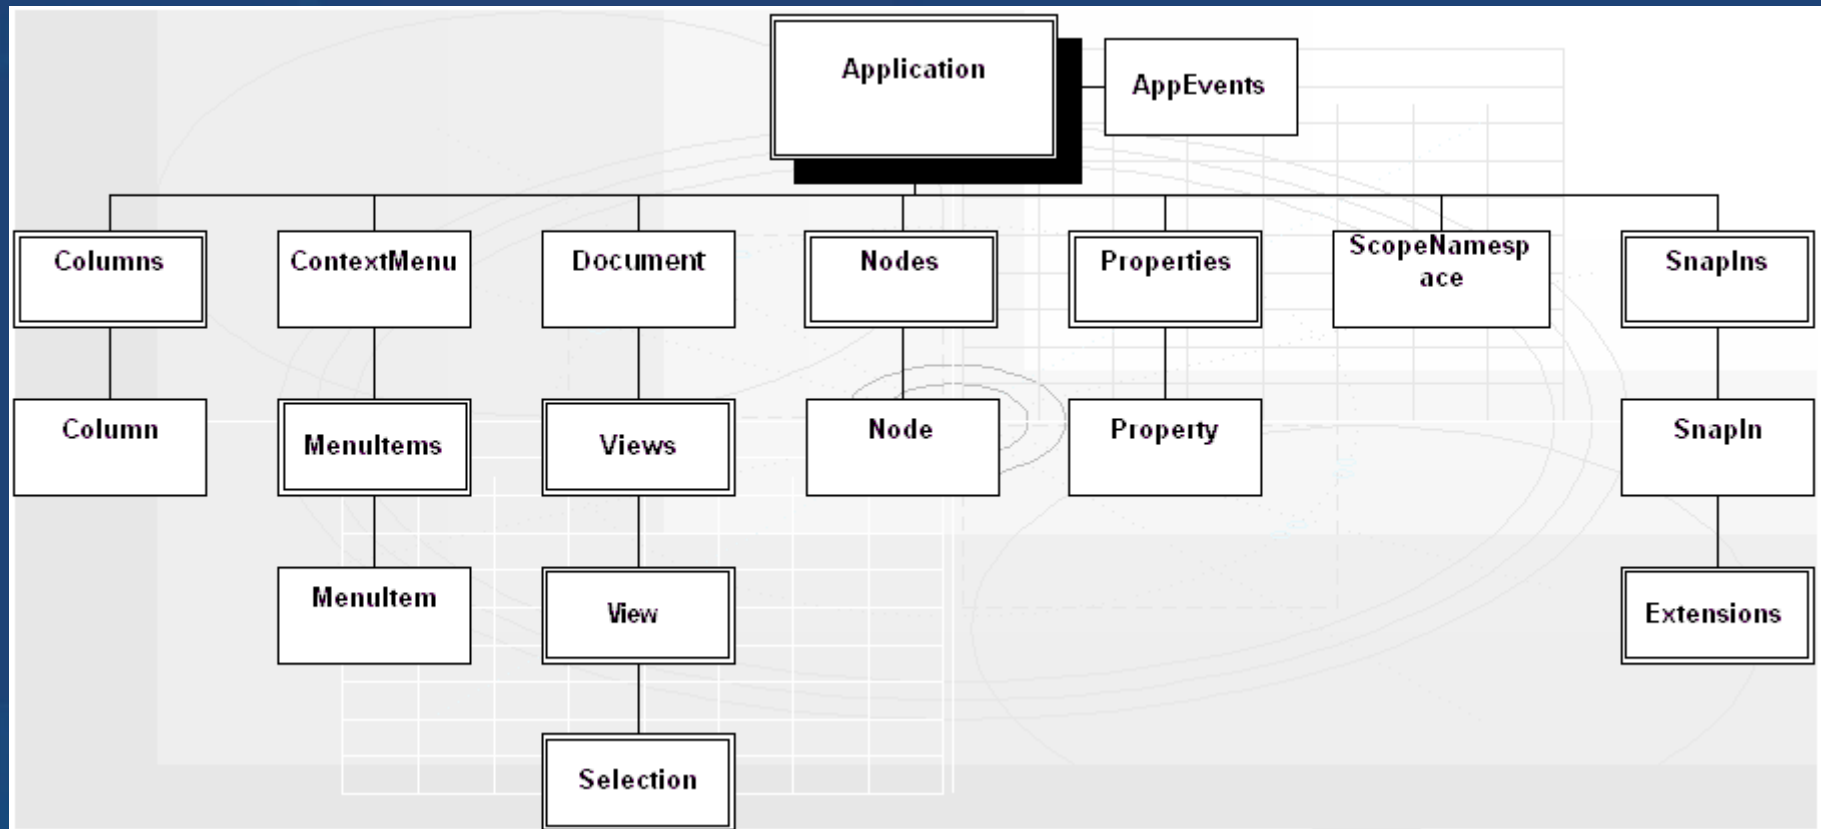 Application
AppEvents
Columns
ContextMenu
Document
Nodes
Properties
ScopeNamesp
ace
SnapIns
Column
MenuItems
Views
Node
Property
SnapIn
MenuItem
View
Extensions
Selection